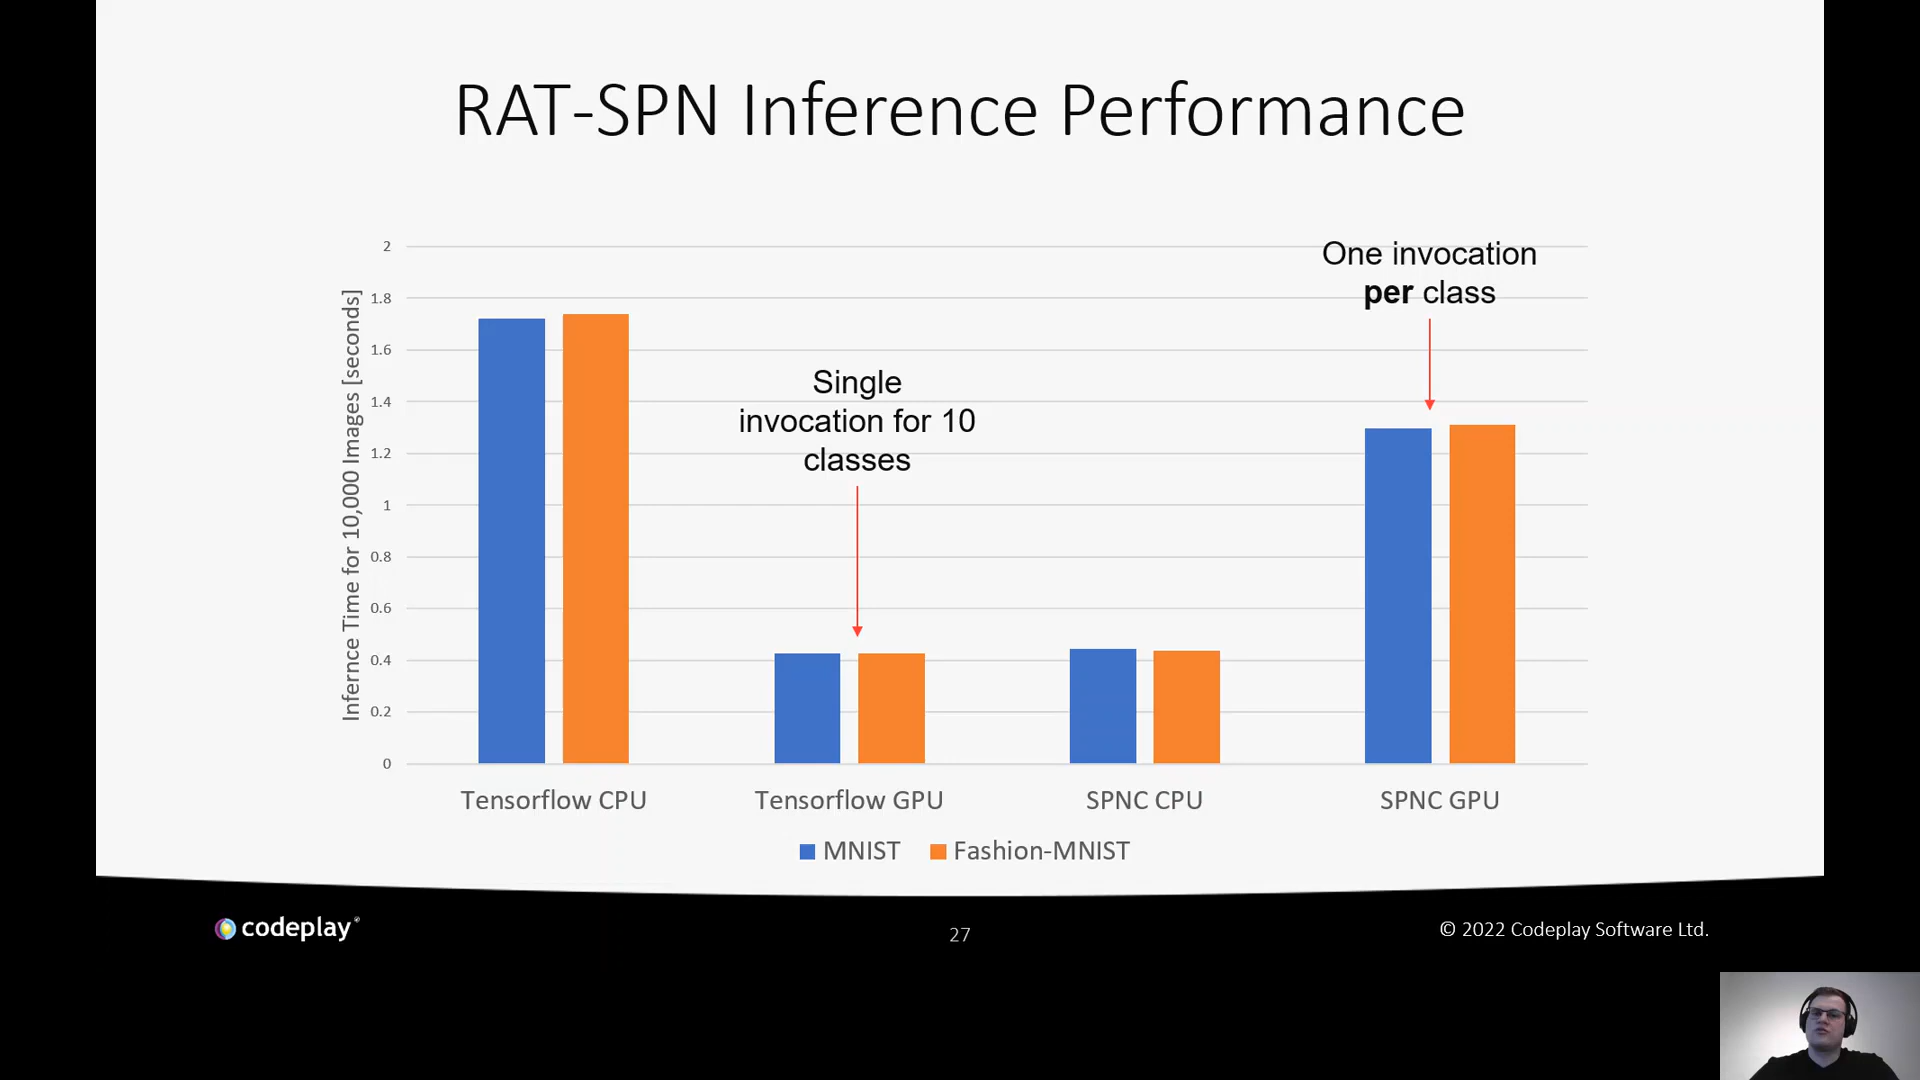 RAT-SPN Inference Performance
Infernce Time for 10,000 Images [seconds]
2
1.8
1.6
1.4
1.2
1
0.8
0.6
0.4
0.2
0
Single
invocation for 10
classes
One invocation
per class
Tensorflow CPU
Tensorflow GPU
SPNC CPU
SPNC GPU
MNIST
Fashion-MNIST
codeplay®
27
© 2022 Codeplay Software Ltd.